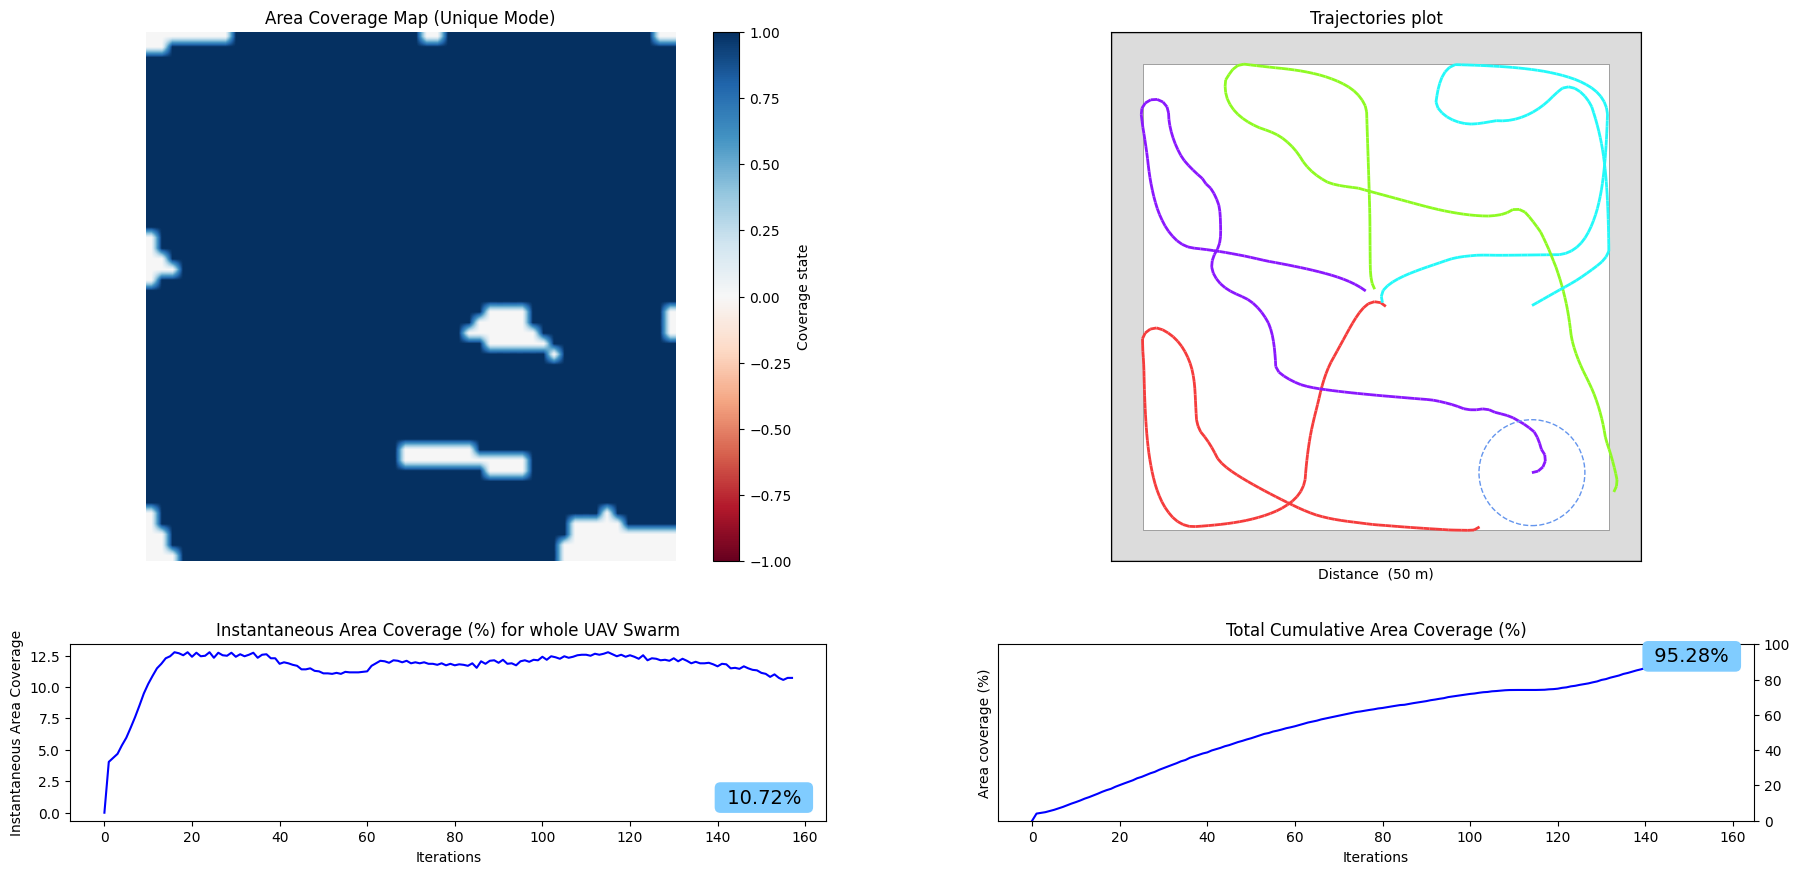 Area Coverage Map (Unique Mode)
1.00
0.75
0.50
0.25
0.00
−0.25
−0.50
−0.75
−1.00
Coverage state
Trajectories plot
Distance  (50 m)
Instantaneous Area Coverage (%) for whole UAV Swarm
Instantaneous Area Coverage
12.5
10.0
7.5
5.0
2.5
0.0
10.72%
0 20 40 60 80 100 120 140 160
Iterations
Total Cumulative Area Coverage (%)
Area coverage (%)
95.28%
100
80
60
40
20
0
0 20 40 60 80 100 120 140 160
Iterations